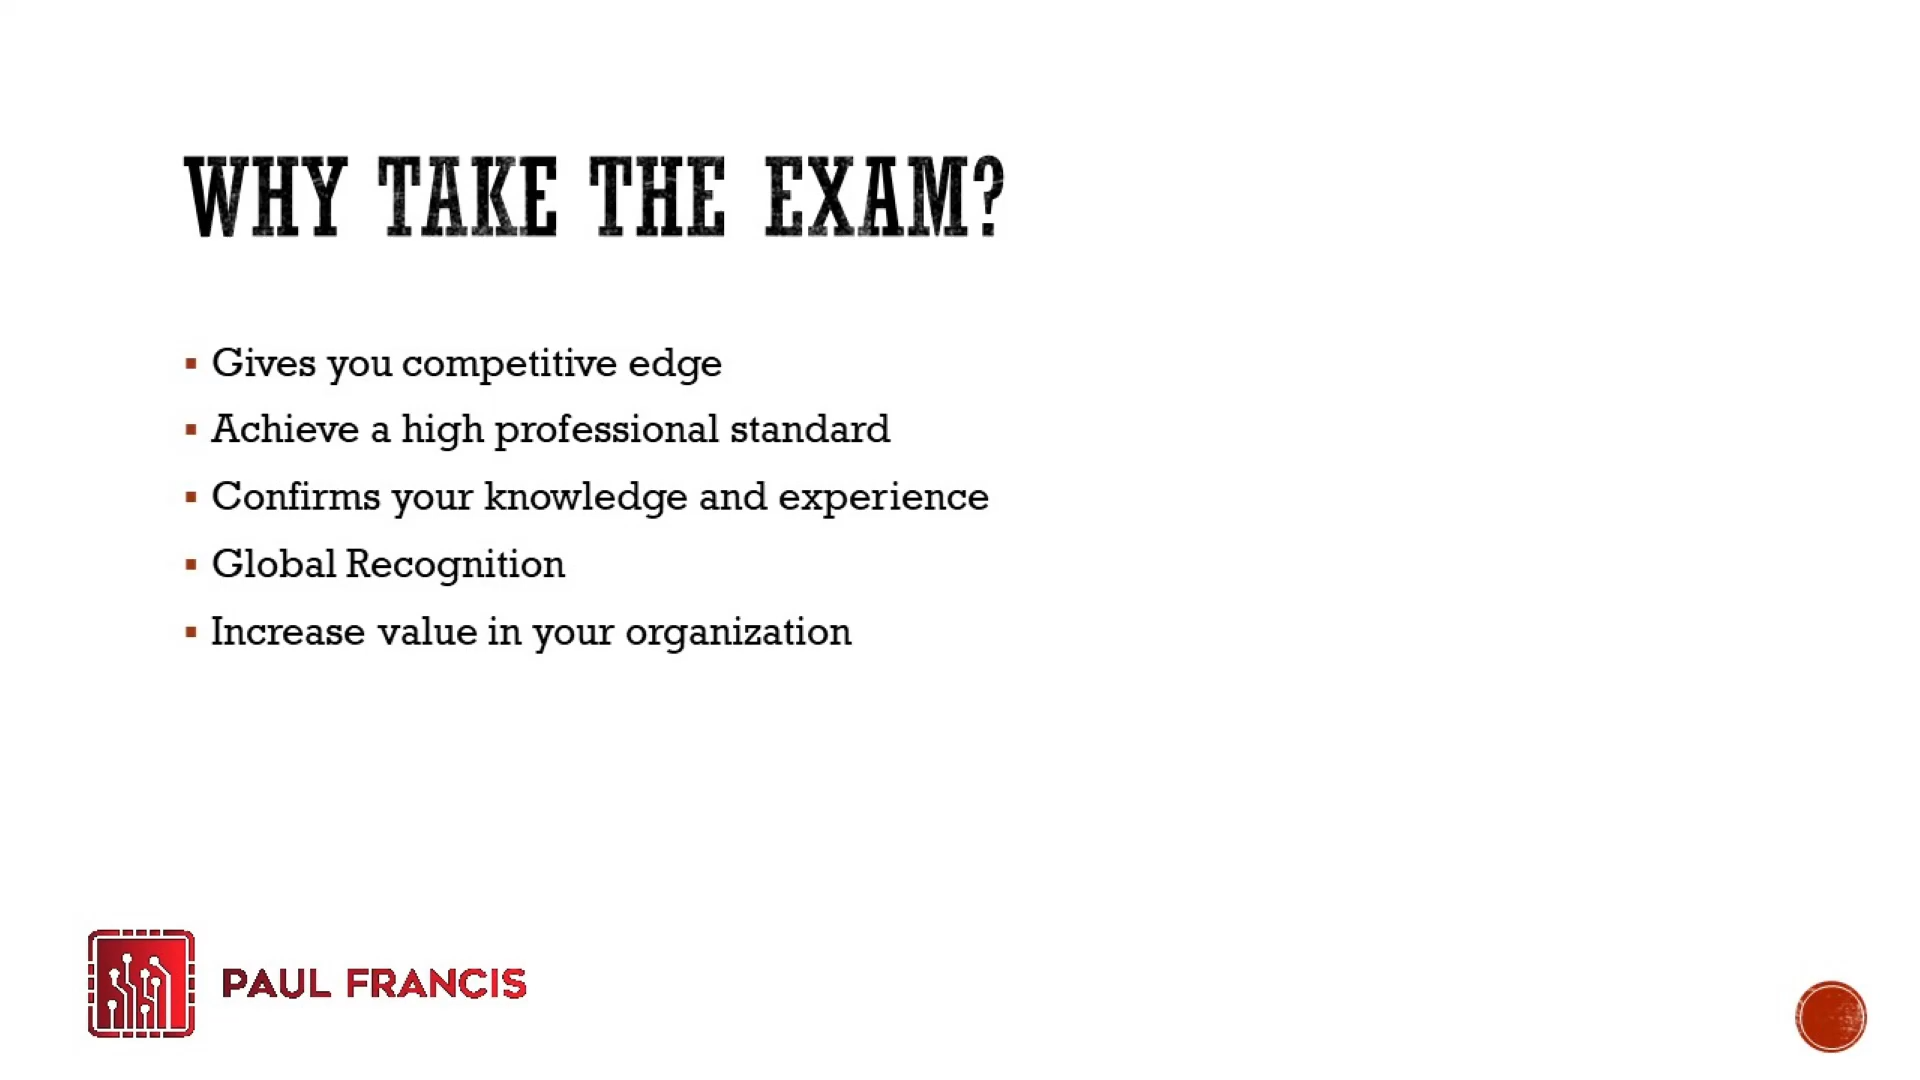 WHY TAKE THE EXAM?
▪ Gives you competitive edge
▪ Achieve a high professional standard
▪ Confirms your knowledge and experience
▪ Global Recognition
▪ Increase value in your organization
PAUL FRANCIS